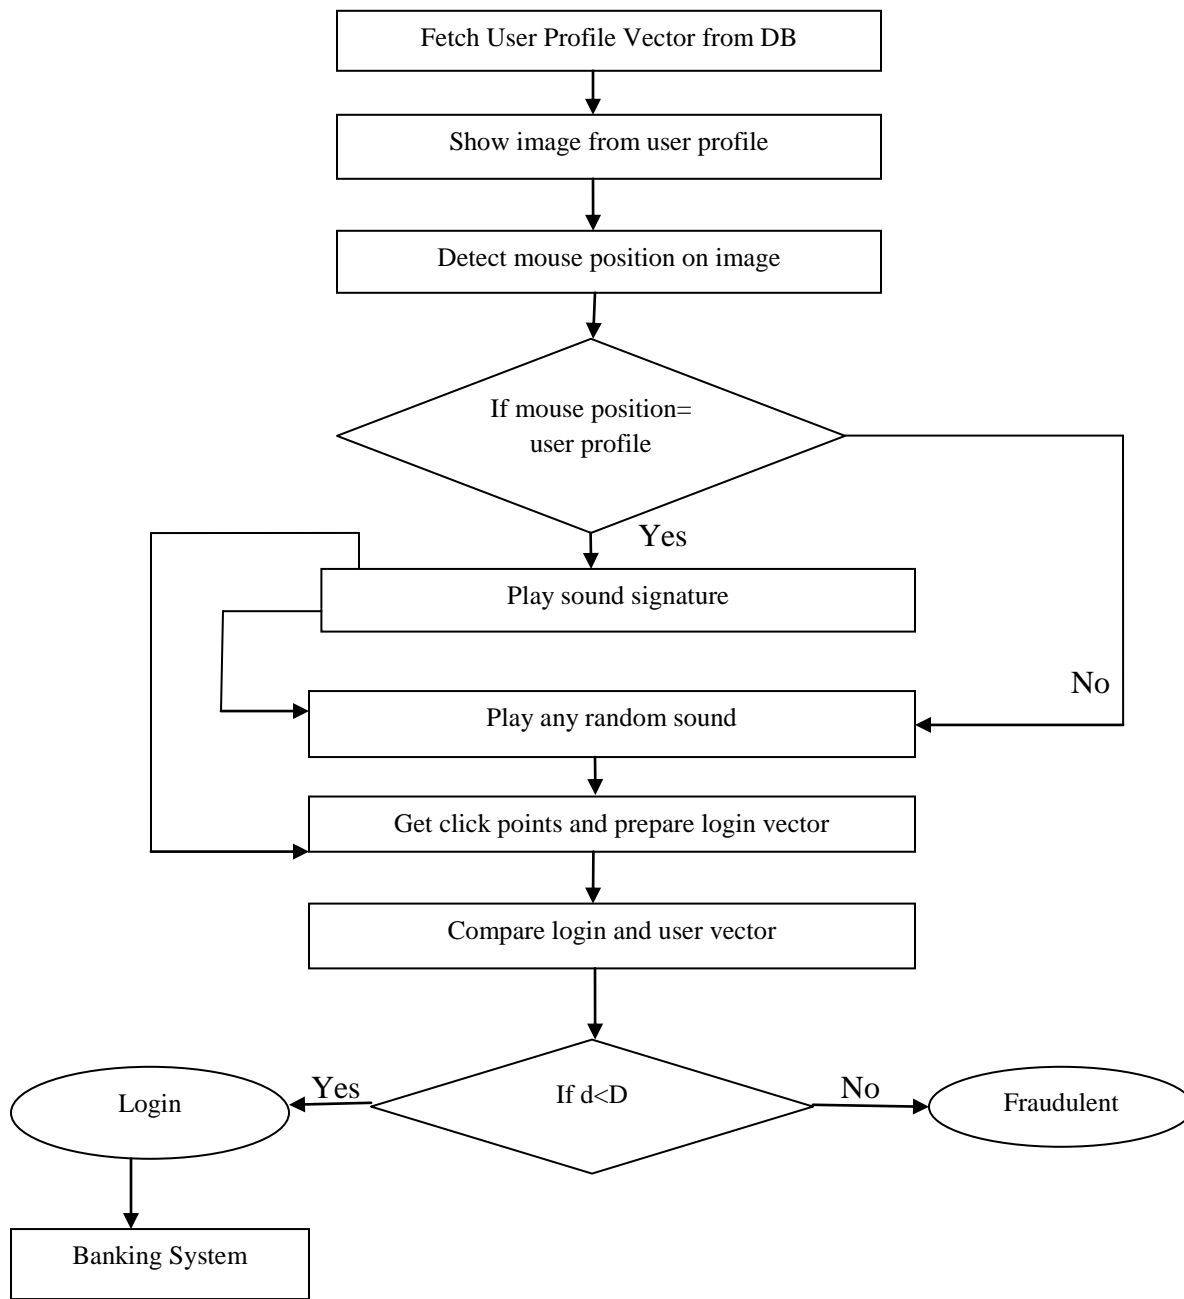 Fetch User Profile Vector from DB
Show image from user profile
Detect mouse position on image
If mouse position=
user profile
Yes
Play sound signature
No
Play any random sound
Get click points and prepare login vector
Compare login and user vector
Login
Yes
If d<D
No
Fraudulent
Banking System